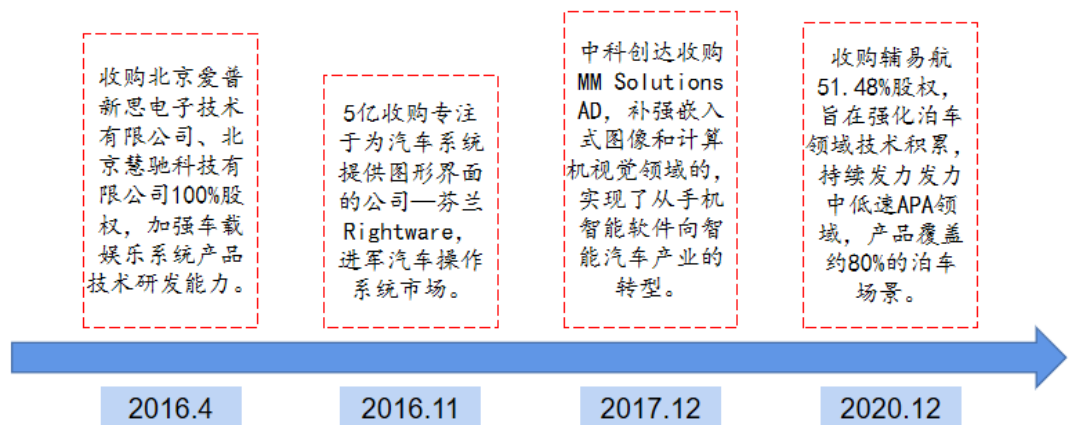 收购北京爱普
新思电子技术
有限公司、北
京慧驰科技有
限公司100%股
权，加强车载
娱乐系统产品
技术研发能力。
5亿收购专注
于为汽车系统
提供图形界面
的公司—芬兰
Rightware，
进军汽车操作
系统市场。
中科创达收购
MM Solutions
AD，补强嵌入
式图像和计算
机视觉领域的，
实现了从手机
智能软件向智
能汽车产业的
转型。
收购辅易航
51.48%股权，
旨在强化泊车
领域技术积累，
持续发力发力
中低速APA领
域，产品覆盖
约80%的泊车
场景。
2016.4
2016.11
2017.12
2020.12